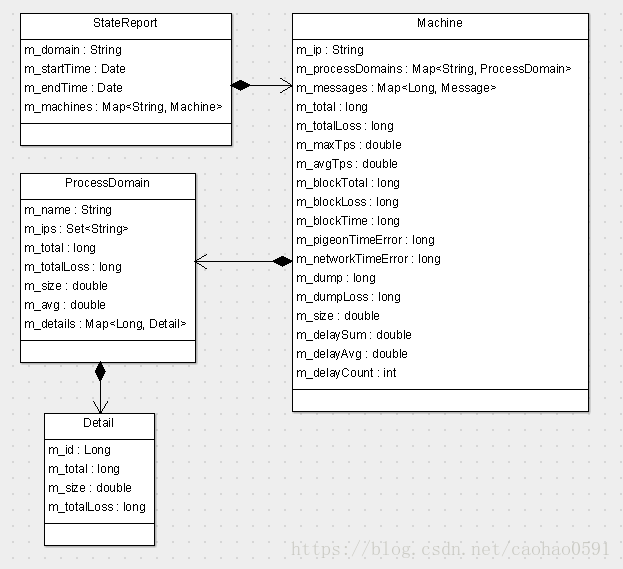 StateReport
m_domain : String
m_startTime : Date
m_endTime : Date
m_machines : Map<String, Machine>
Machine
m_ip : String
m_processDomains : Map<String, ProcessDomain>
m_messages : Map<Long, Message>
m_total : long
m_totalLoss : long
m_maxTps : double
m_avgTps : double
m_blockTotal : long
m_blockLoss : long
m_blockTime : long
m_pigeonTimeError : long
m_networkTimeError : long
m_dump : long
m_dumpLoss : long
m_size : double
m_delaySum : double
m_delayAvg : double
m_delayCount : int
ProcessDomain
m_name : String
m_ips : Set<String>
m_total : long
m_totalLoss : long
m_size : double
m_avg : double
m_details : Map<Long, Detail>
Detail
m_id : Long
m_total : long
m_size : double
m_totalLoss : long
https://blog.csdn.net/caohao0591